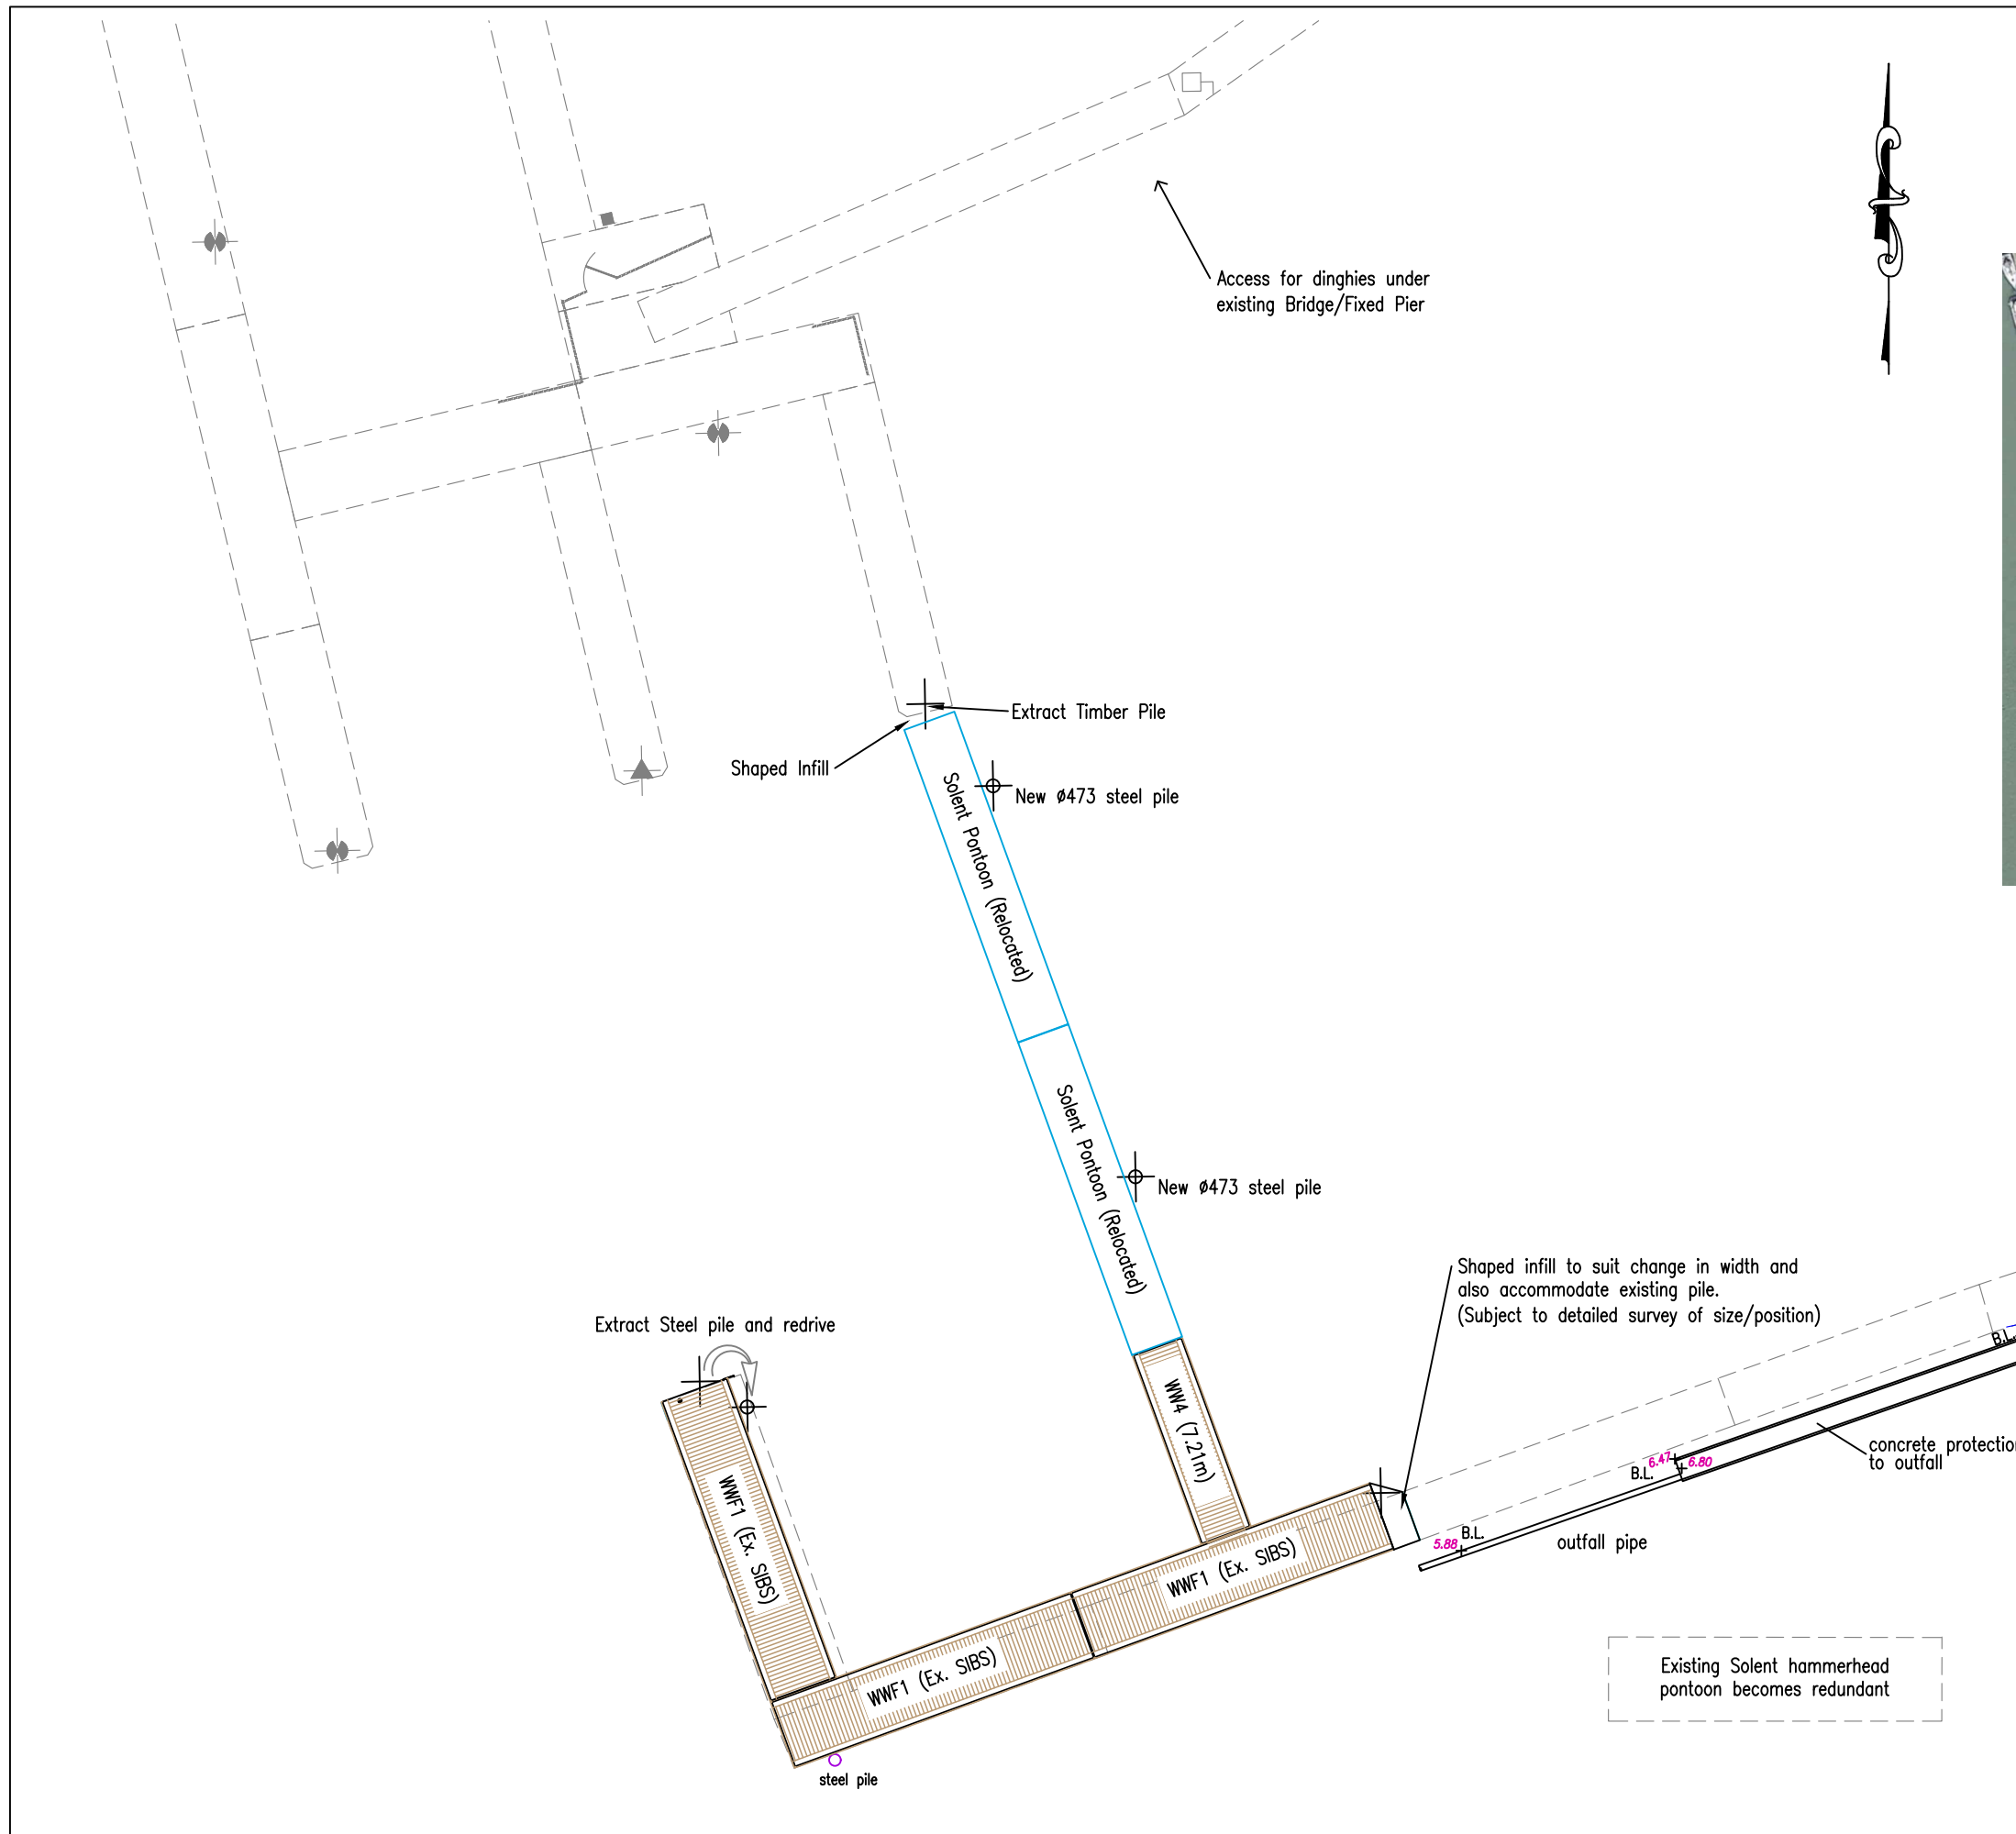 Access for dinghies under
existing Bridge/Fixed Pier
Extract Timber Pile
Shaped Infill
New Ø473 steel pile
Solent Pontoon (Relocated)
Solent Pontoon (Relocated)
New Ø473 steel pile
Shaped infill to suit change in width and
also accommodate existing pile.
(Subject to detailed survey of size/position)
Extract Steel pile and redrive
B.L.
WW4 (7.21m)
concrete protection
to outfall
6.47
6.80
B.L.
WWF1 (Ex. SIBS)
B.L.
5.88
outfall pipe
WWF1 (Ex. SIBS)
WWF1 (Ex. SIBS)
Existing Solent hammerhead
pontoon becomes redundant
steel pile